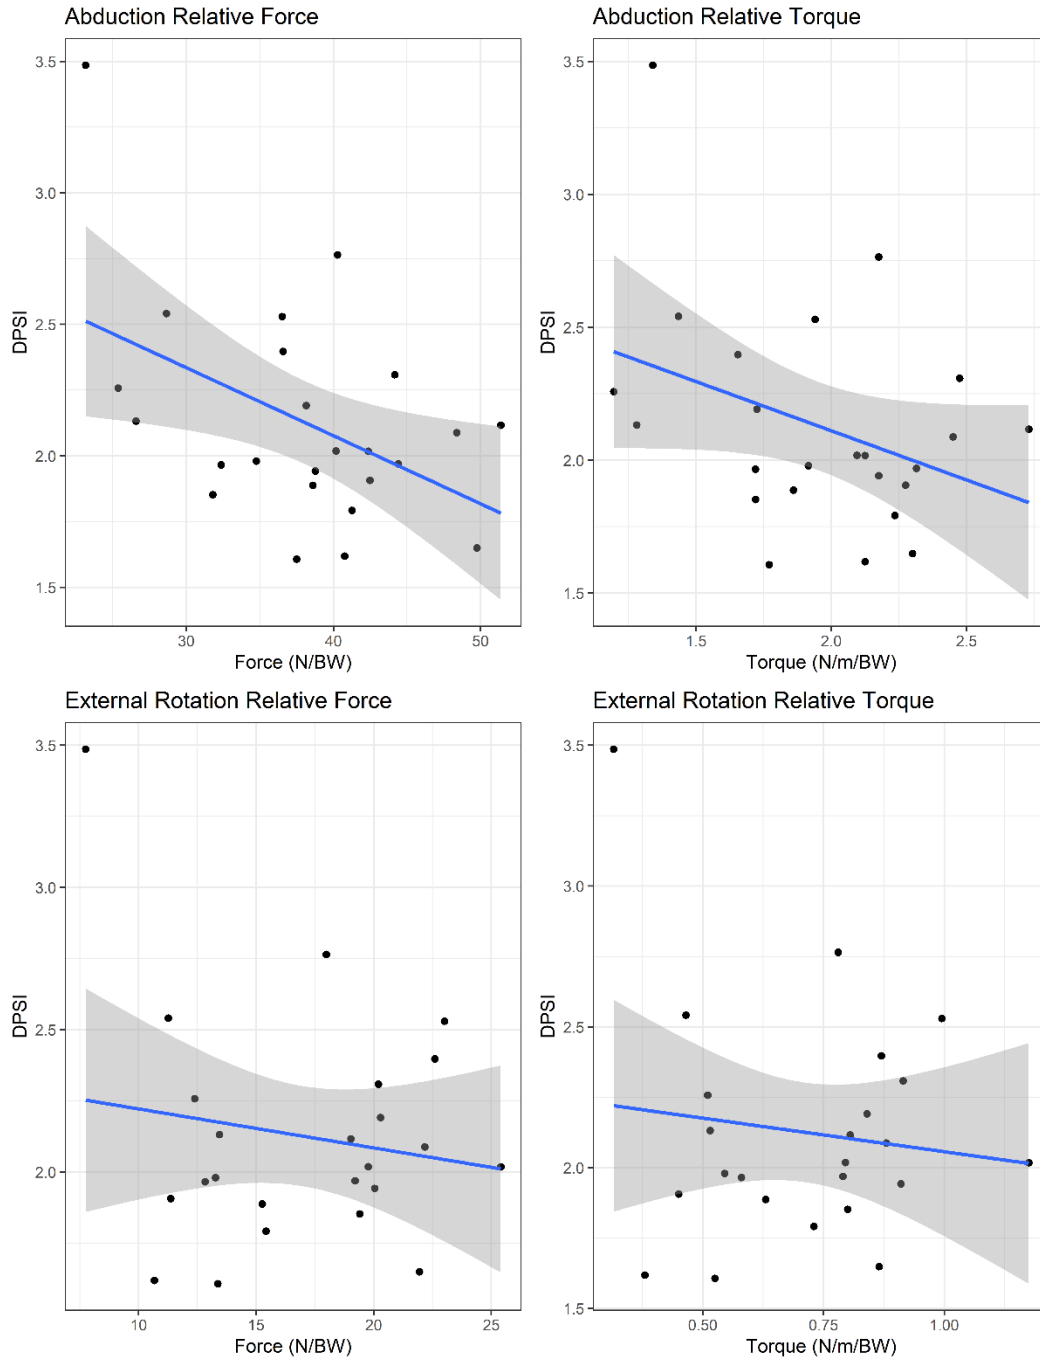 Abduction Relative Force
3.5
3.0
2.5
2.0
1.5
DPSI
30 40 50
Force (N/BW)
Abduction Relative Torque
3.5
3.0
2.5
2.0
1.5
DPSI
1.5 2.0 2.5
Torque (N/m/BW)
External Rotation Relative Force
3.5
3.0
2.5
2.0
DPSI
10 15 20 25
Force (N/BW)
External Rotation Relative Torque
3.5
3.0
2.5
2.0
1.5
DPSI
0.50 0.75 1.00
Torque (N/m/BW)